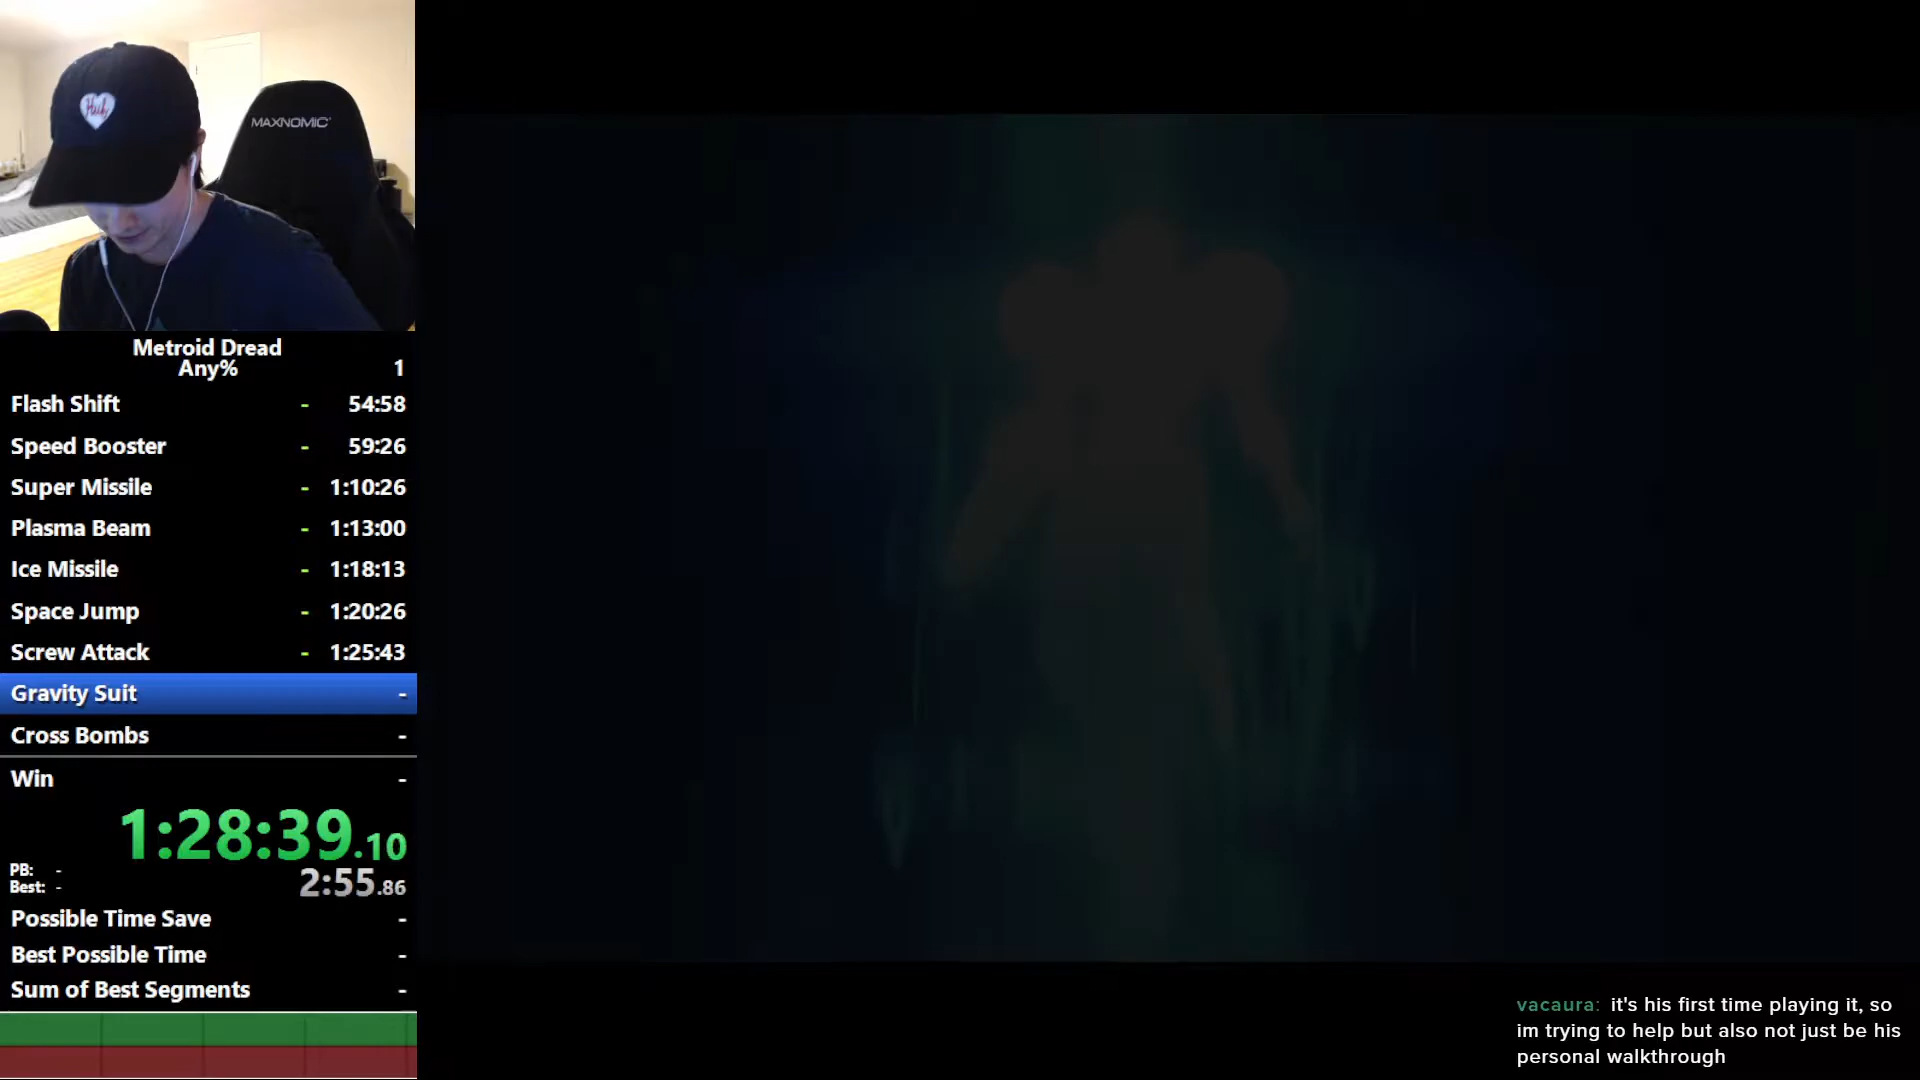 Huh
MAXNOMIC
Metroid Dread
Any% 1
Flash Shift - 54:58
Speed Booster - 59:26
Super Missile - 1:10:26
Plasma Beam - 1:13:00
Ice Missile - 1:18:13
Space Jump - 1:20:26
Screw Attack - 1:25:43
Gravity Suit -
Cross Bombs -
Win -
1:28:39.10
PB: -
Best: -
2:55.86
Possible Time Save -
Best Possible Time -
Sum of Best Segments -
vacaura: it's his first time playing it, so
im trying to help but also not just be his
personal walkthrough